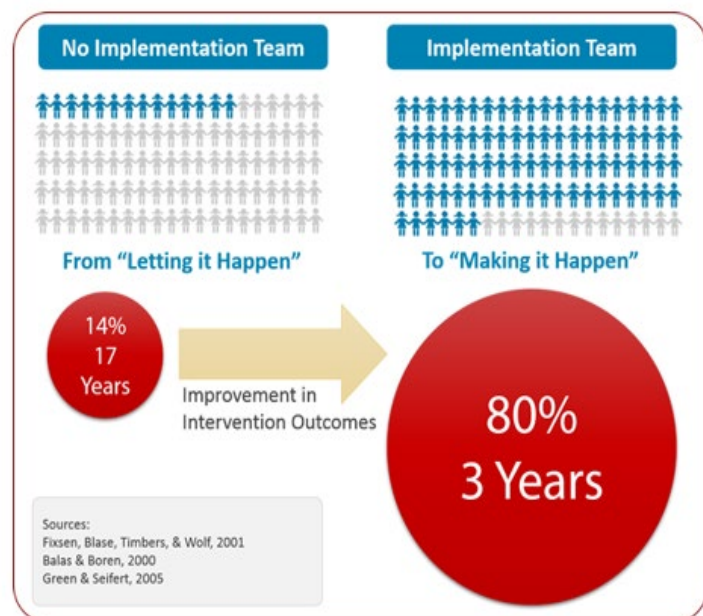 No Implementation Team
Implementation Team
From “Letting it Happen”
To “Making it Happen”
14%
17
Years
Improvement in
Intervention Outcomes
80%
3 Years
Sources:
Fixsen, Blase, Timbers, & Wolf, 2001
Balas & Boren, 2000
Green & Seifert, 2005